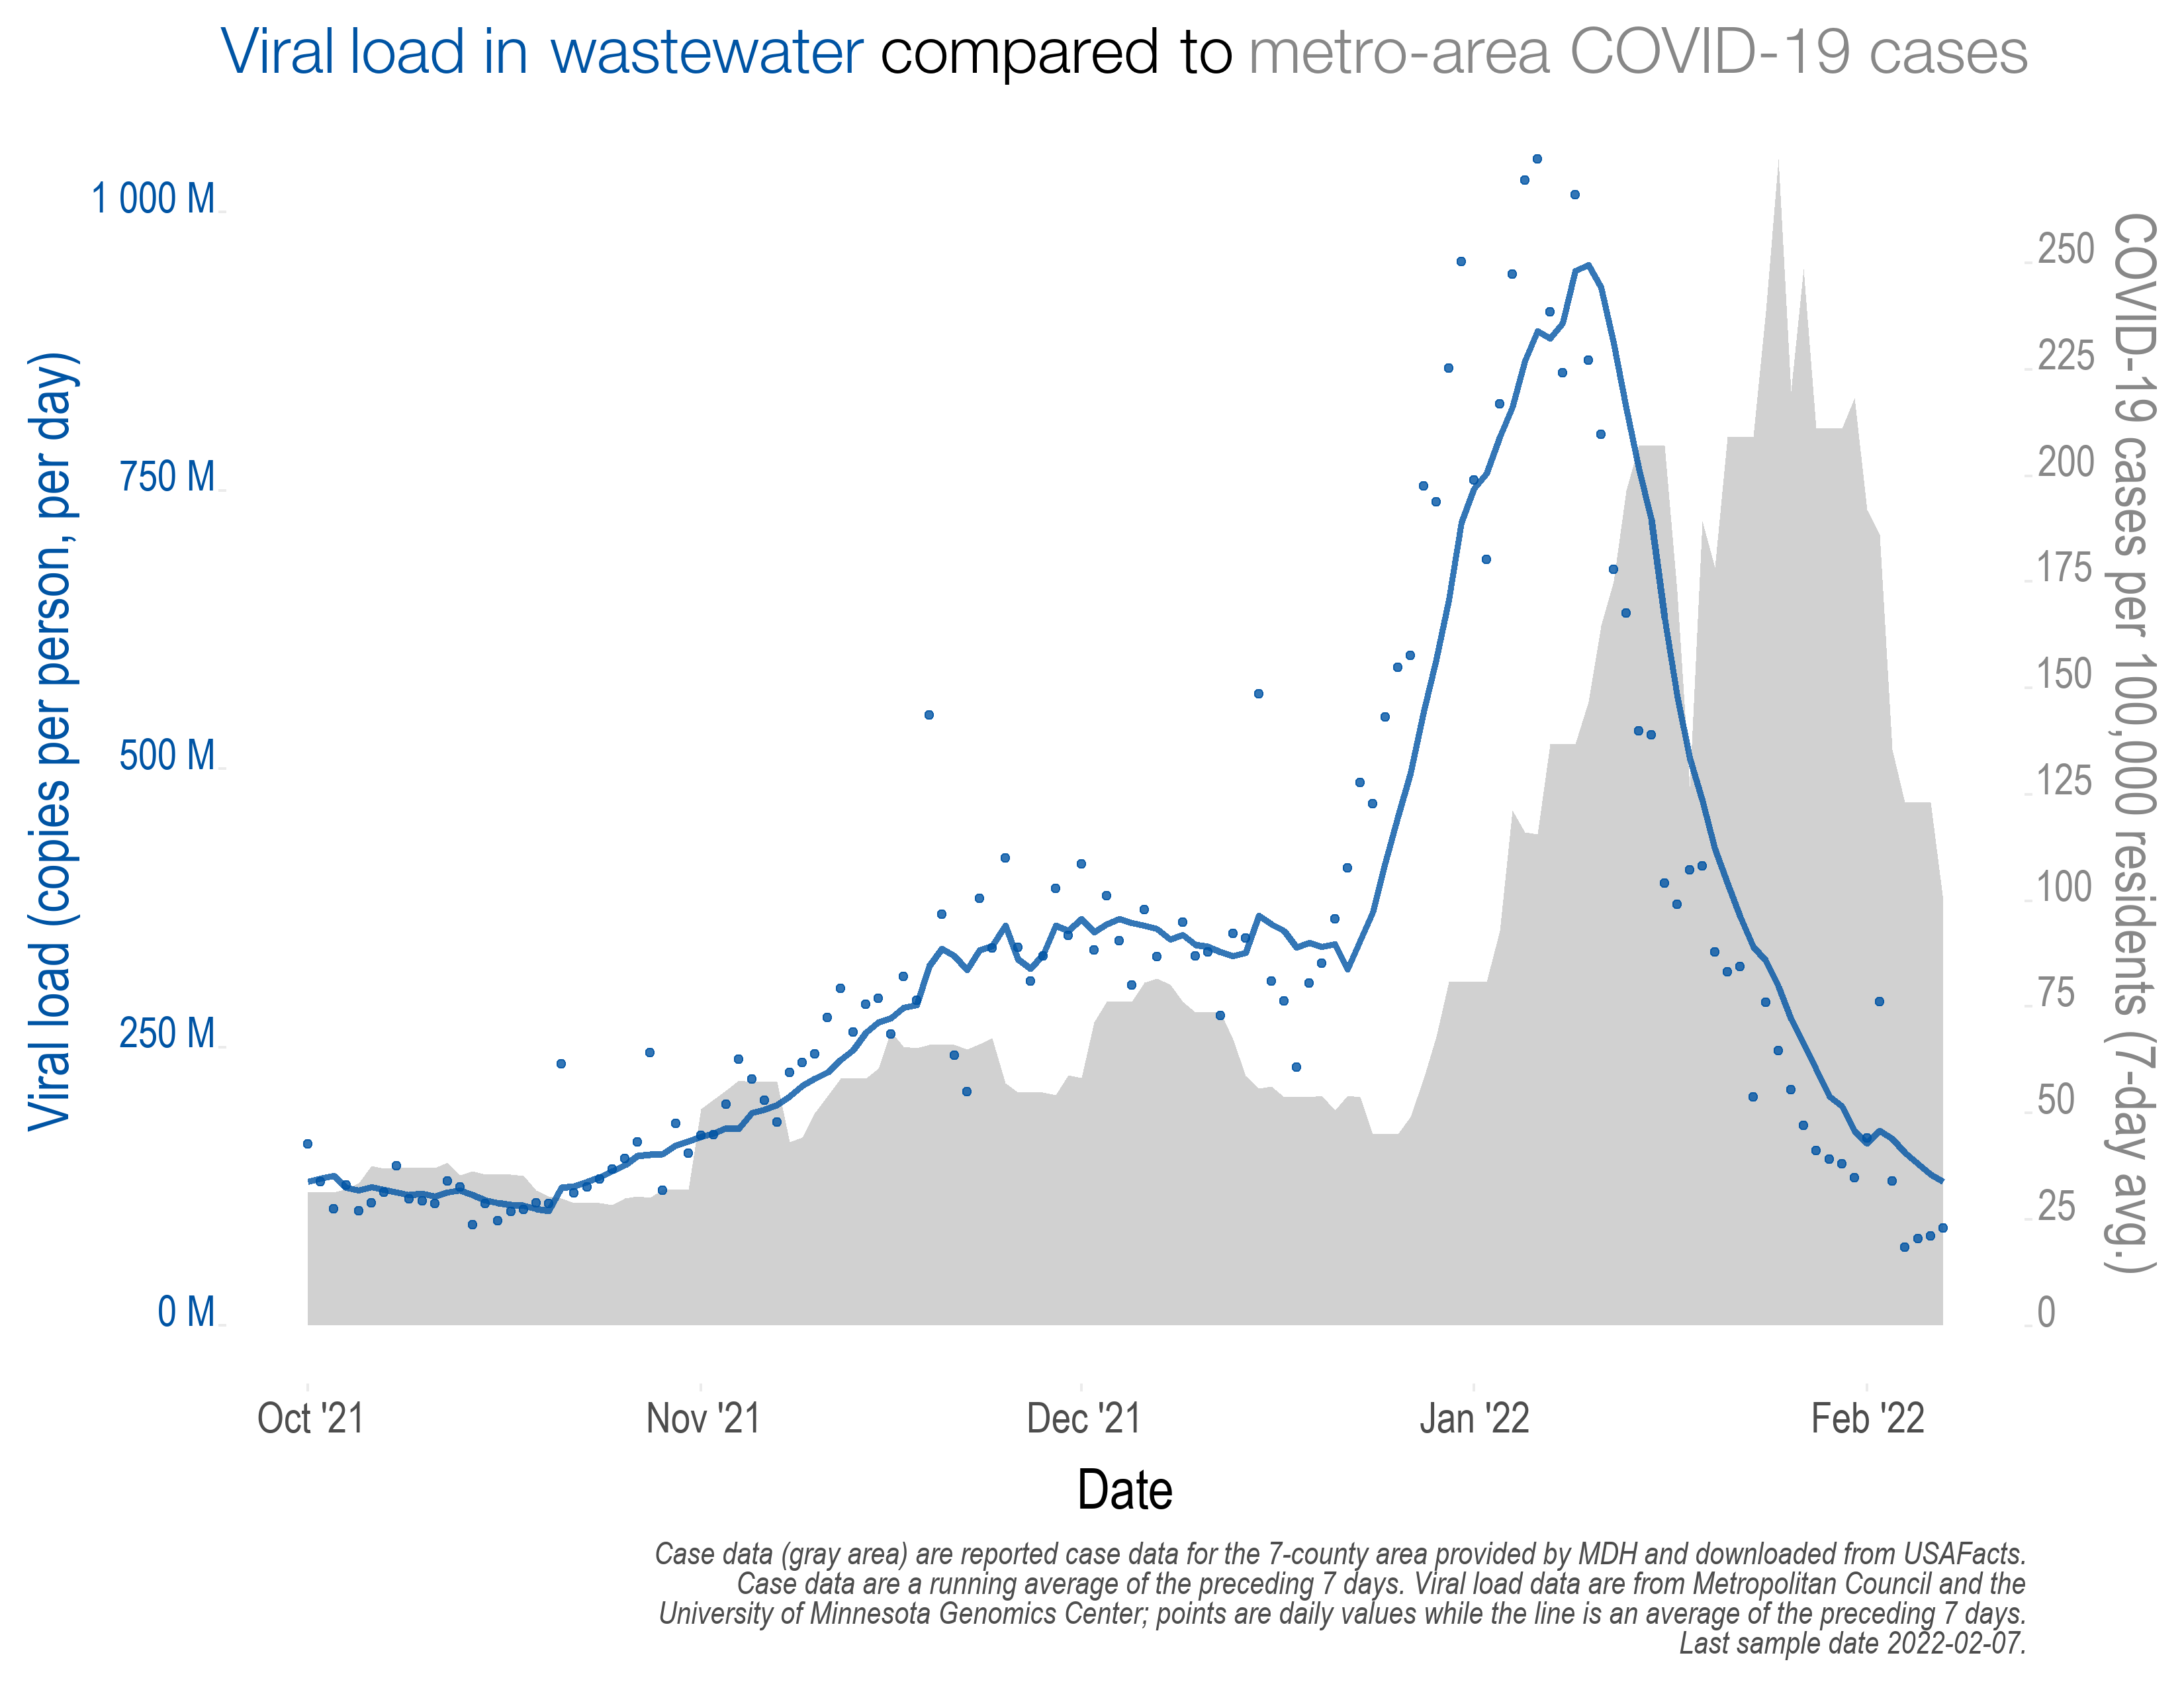 Viral load in wastewater compared to metro-area COVID-19 cases
Viral load (copies per person, per day)
1 000 M
750 M
500 M
250 M
0 M
250
225
200
175
150
125
100
75
50
25
0
COVID-19 cases per 100,000 residents (7-day avg.)
Oct '21
Nov '21
Dec '21
Jan '22
Feb '22
Date
Case data (gray area) are reported case data for the 7-county area provided by MDH and downloaded from USAFacts.
Case data are a running average of the preceding 7 days. Viral load data are from Metropolitan Council and the
University of Minnesota Genomics Center; points are daily values while the line is an average of the preceding 7 days.
Last sample date 2022-02-07.